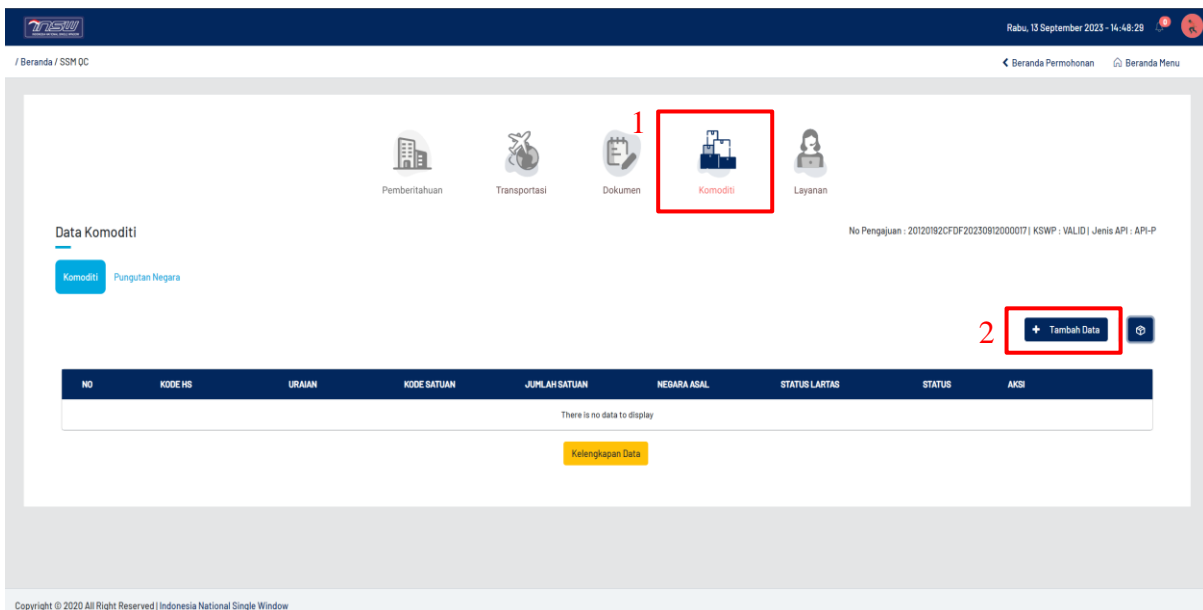 INSW
Rabu, 13 September 2023 - 14:48:29 0
/ Beranda / SSM QC
Beranda Permohonan Beranda Menu
1
Pemberitahuan Transportasi Dokumen Komoditi Layanan
Data Komoditi
No Pengajuan : 20120192CFDF20230912000017 | KSWP : VALID | Jenis API : API-P
Komoditi Pungutan Negara
2
+ Tambah Data
NO KODE HS URAIAN KODE SATUAN JUMLAH SATUAN NEGARA ASAL STATUS LARTAS STATUS AKSI
There is no data to display
Kelengkapan Data
Copyright © 2020 All Right Reserved | Indonesia National Single Window